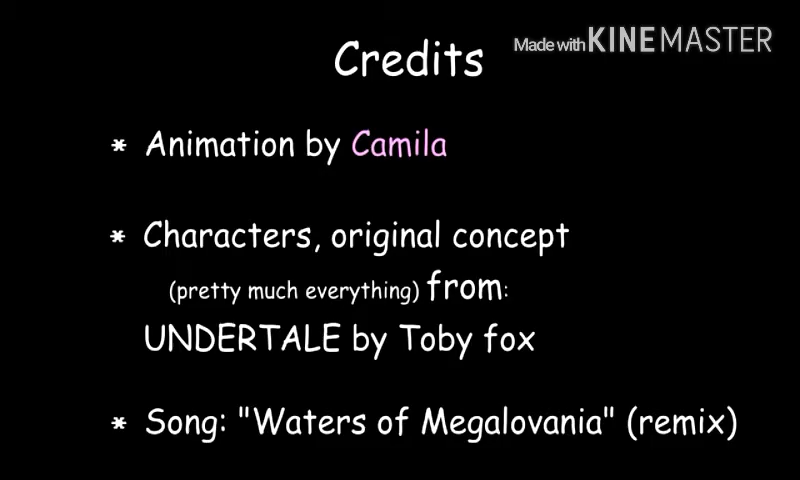 Credits
Made with KINEMASTER
* Animation by Camila
* Characters, original concept
(pretty much everything) from:
UNDERTALE by Toby fox
* Song: "Waters of Megalovania" (remix)